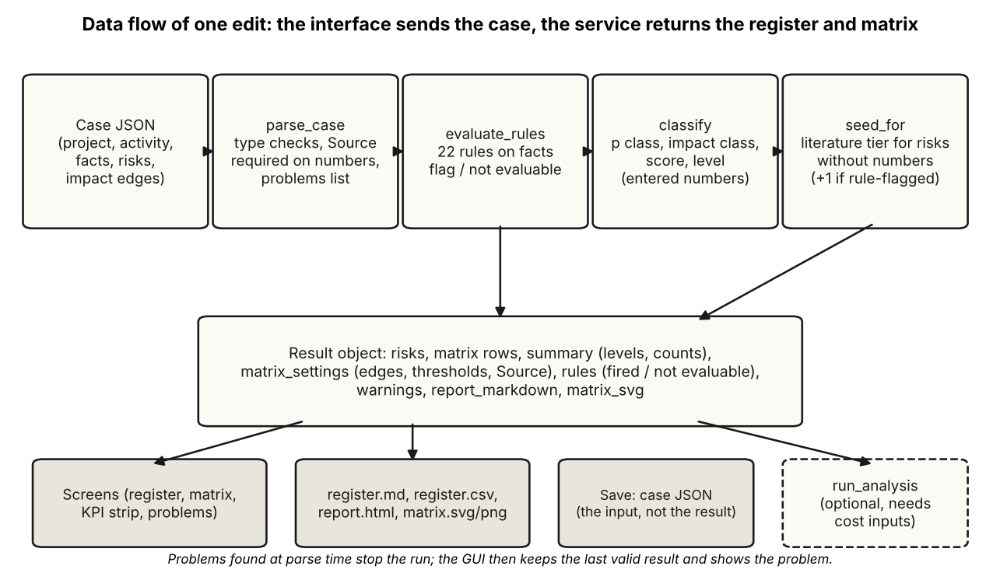 Data flow of one edit: the interface sends the case, the service returns the register and matrix
Case JSON
(project, activity,
facts, risks,
impact edges)
parse_case
type checks, Source
required on numbers,
problems list
evaluate_rules
22 rules on facts
flag / not evaluable
classify
p class, impact class,
score, level
(entered numbers)
seed_for
literature tier for risks
without numbers
(+1 if rule-flagged)
Result object: risks, matrix rows, summary (levels, counts),
matrix_settings (edges, thresholds, Source), rules (fired / not evaluable),
warnings, report_markdown, matrix_svg
Screens (register, matrix,
KPI strip, problems)
register.md, register.csv,
report.html, matrix.svg/png
Save: case JSON
(the input, not the result)
run_analysis
(optional, needs
cost inputs)
Problems found at parse time stop the run; the GUI then keeps the last valid result and shows the problem.